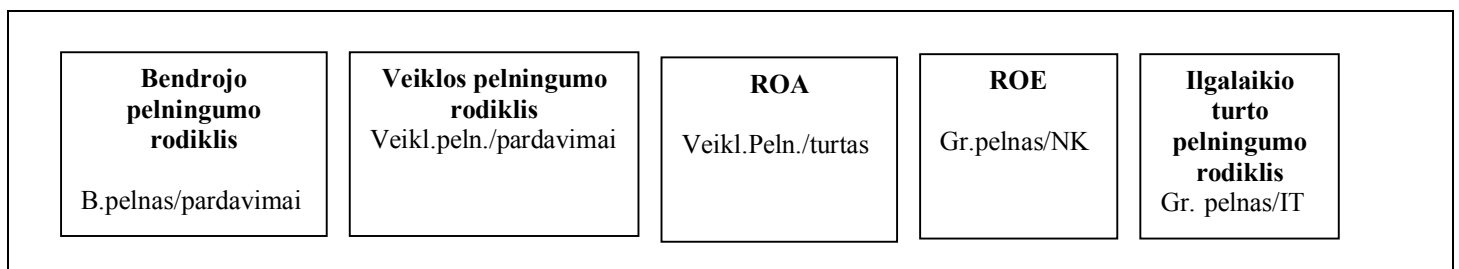 Bendrojo
pelningumo
rodiklis
B.pelnas/pardavimai
Veiklos pelningumo
rodiklis
Veikl.peln./pardavimai
ROA
Veikl.Peln./turtas
ROE
Gr.pelnas/NK
Ilgalaikio
turto
pelningumo
rodiklis
Gr. pelnas/IT